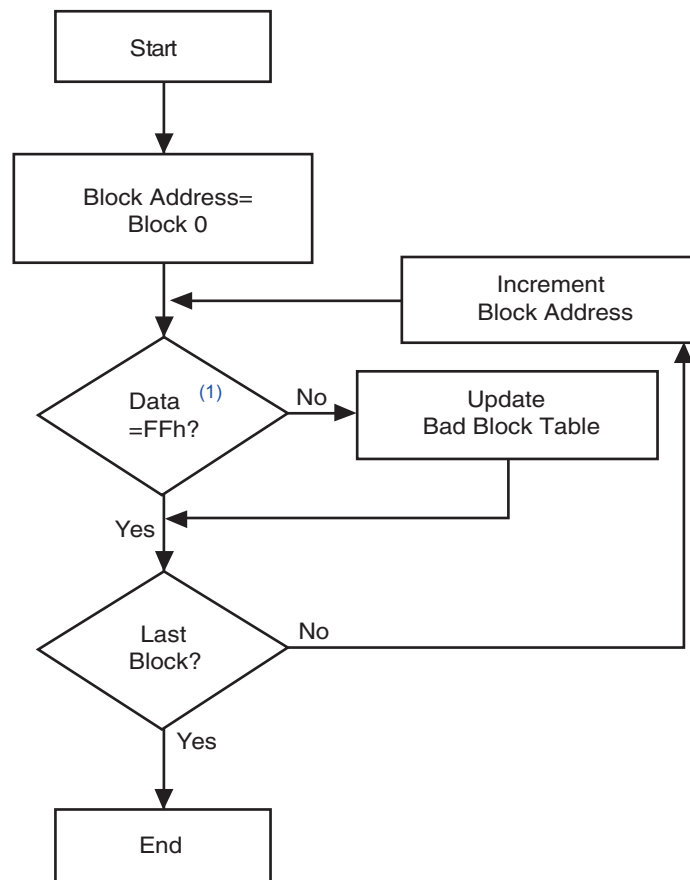 Start
Block Address=
Block 0
Increment
Block Address
Data (1)
=FFh?
No
Update
Bad Block Table
Yes
Last
Block?
No
Yes
End